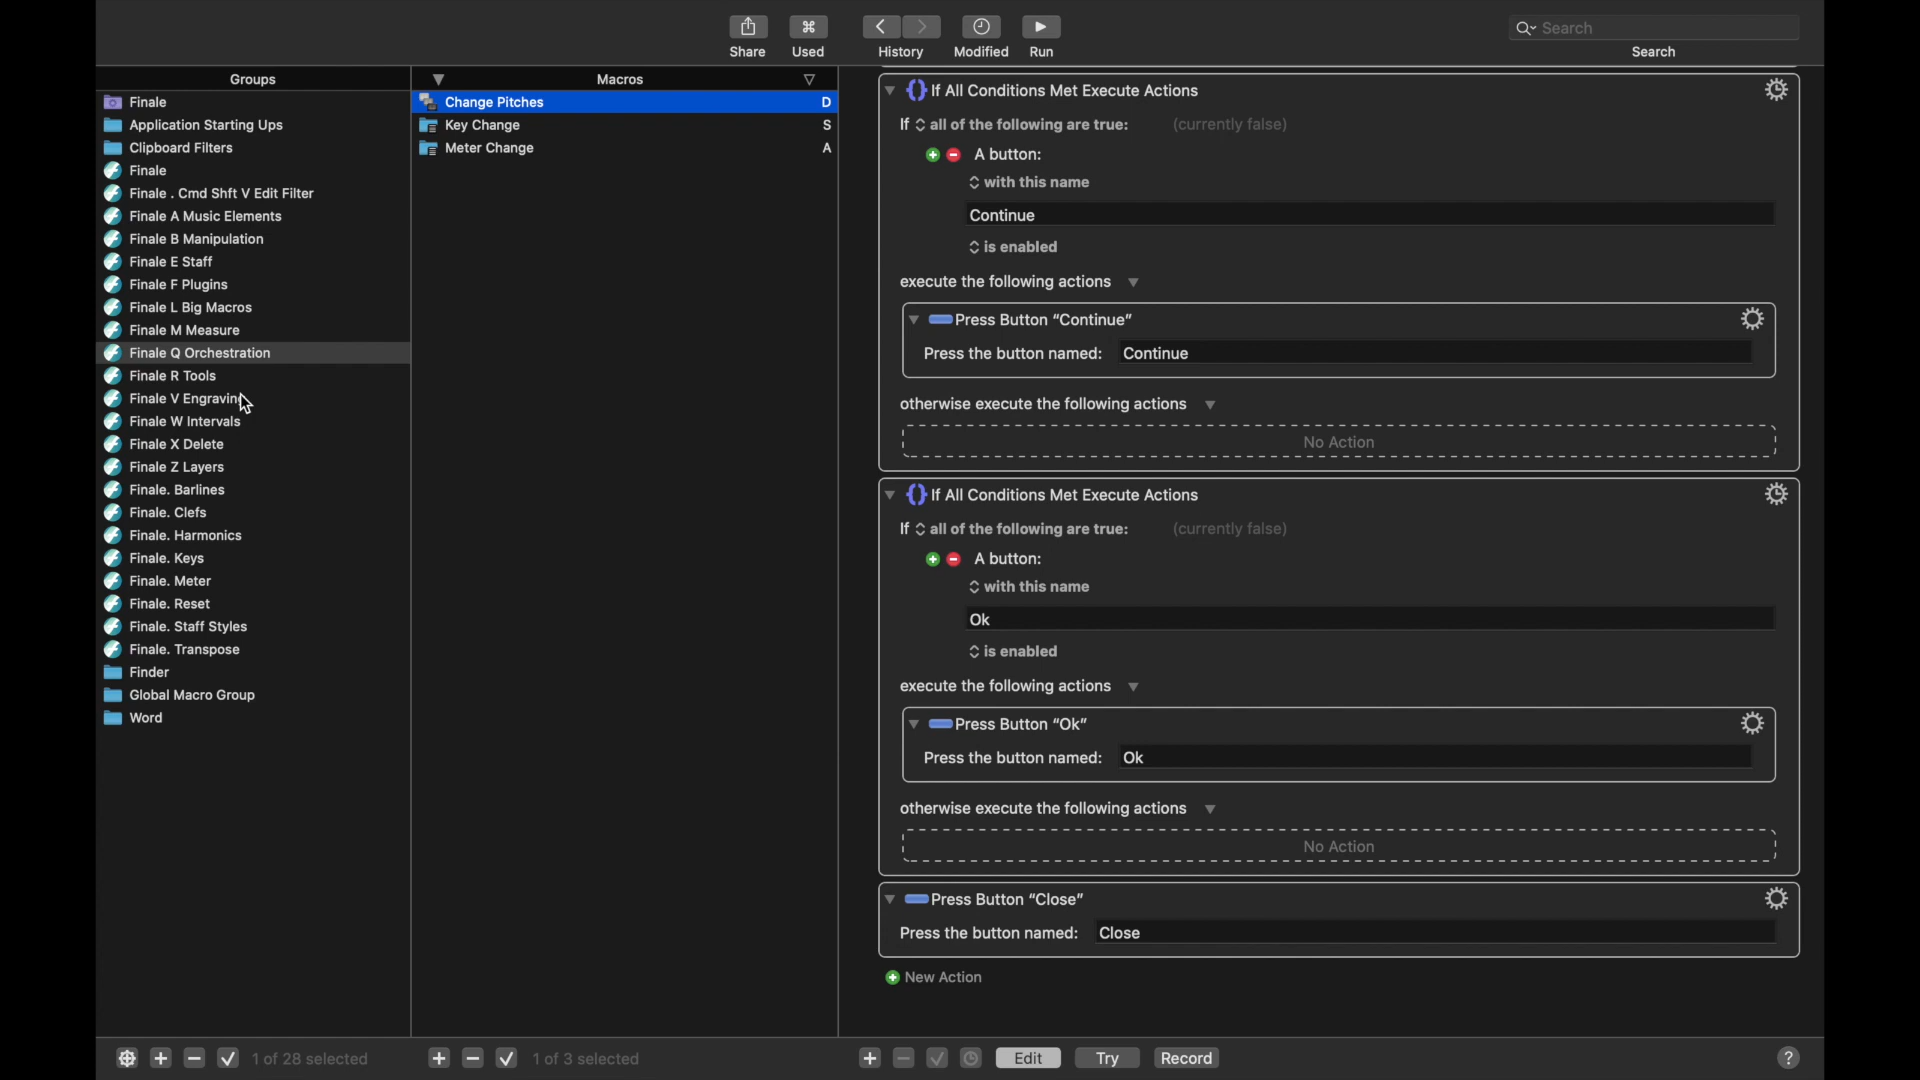 Share
Used
History
Modified
Run
Search
Search
Groups
Finale
Application Starting Ups
Clipboard Filters
Finale
Finale . Cmd Shft V Edit Filter
Finale A Music Elements
Finale B Manipulation
Finale E Staff
Finale F Plugins
Finale L Big Macros
Finale M Measure
Finale Q Orchestration
Finale R Tools
Finale V Engraving
Finale W Intervals
Finale X Delete
Finale Z Layers
Finale. Barlines
Finale. Clefs
Finale. Harmonics
Finale. Keys
Finale. Meter
Finale. Reset
Finale. Staff Styles
Finale. Transpose
Finder
Global Macro Group
Word
1 of 28 selected
Macros
Change Pitches D
Key Change S
Meter Change A
1 of 3 selected
If All Conditions Met Execute Actions
If all of the following are true: (currently false)
A button:
with this name
Continue
is enabled
execute the following actions
Press Button “Continue”
Press the button named: Continue
otherwise execute the following actions
No Action
If All Conditions Met Execute Actions
If all of the following are true: (currently false)
A button:
with this name
Ok
is enabled
execute the following actions
Press Button “Ok”
Press the button named: Ok
otherwise execute the following actions
No Action
Press Button “Close”
Press the button named: Close
New Action
Edit
Try
Record
?